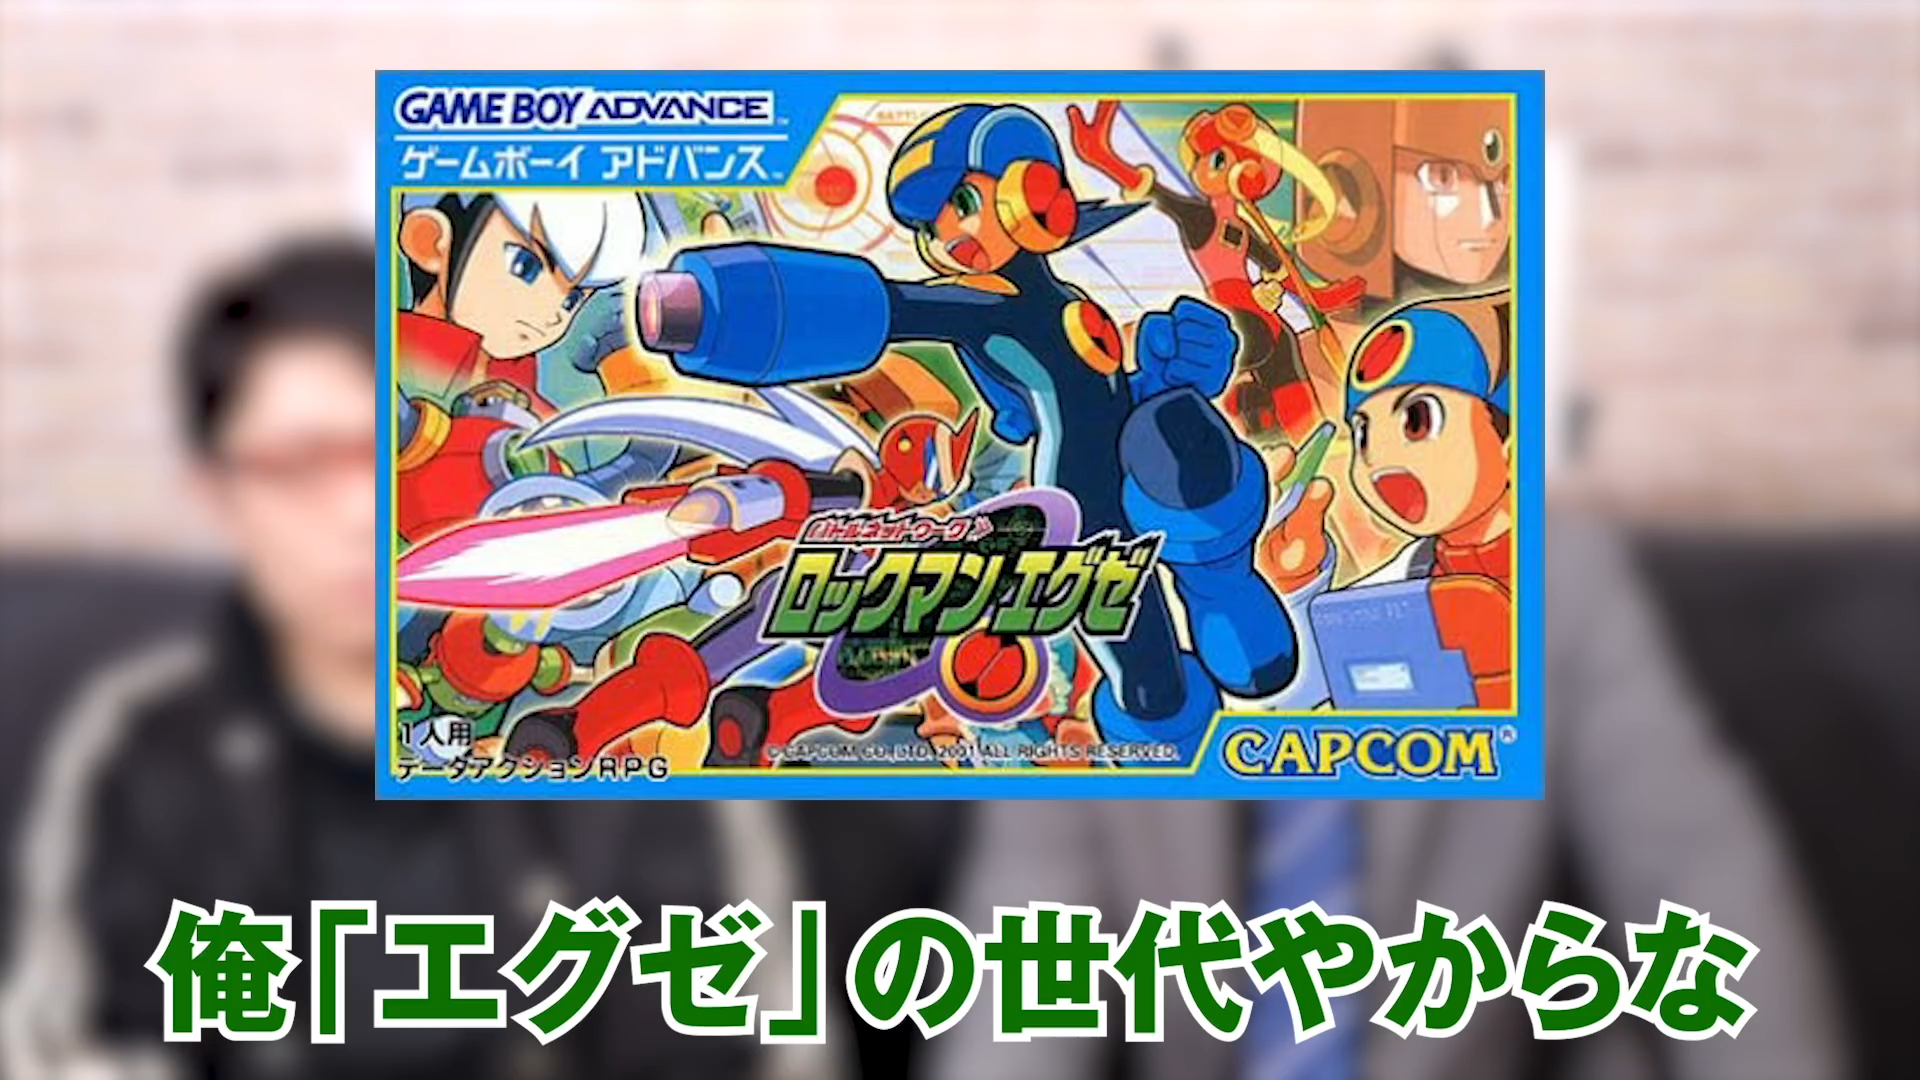 GAME BOY ADVANCE™
ゲームボーイ アドバンス™
バトルネットワーク
ロックマンエグゼ
1人用
データアクションRPG
© CAPCOM CO., LTD. 2001 ALL RIGHTS RESERVED.
CAPCOM®
俺「エグゼ」の世代やからな